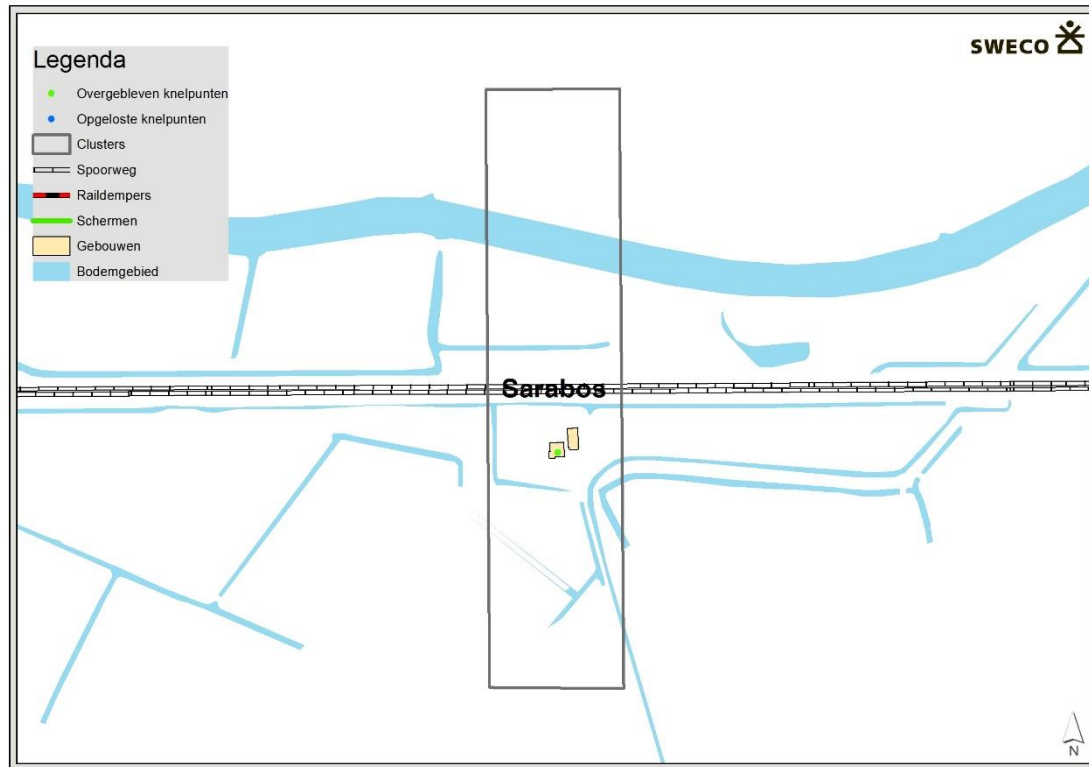 SWECO
Legenda
Overgebleven knelpunten
Opgeloste knelpunten
Clusters
Spoorweg
Raildempers
Schermen
Gebouwen
Bodemgebied
Sarabos
N